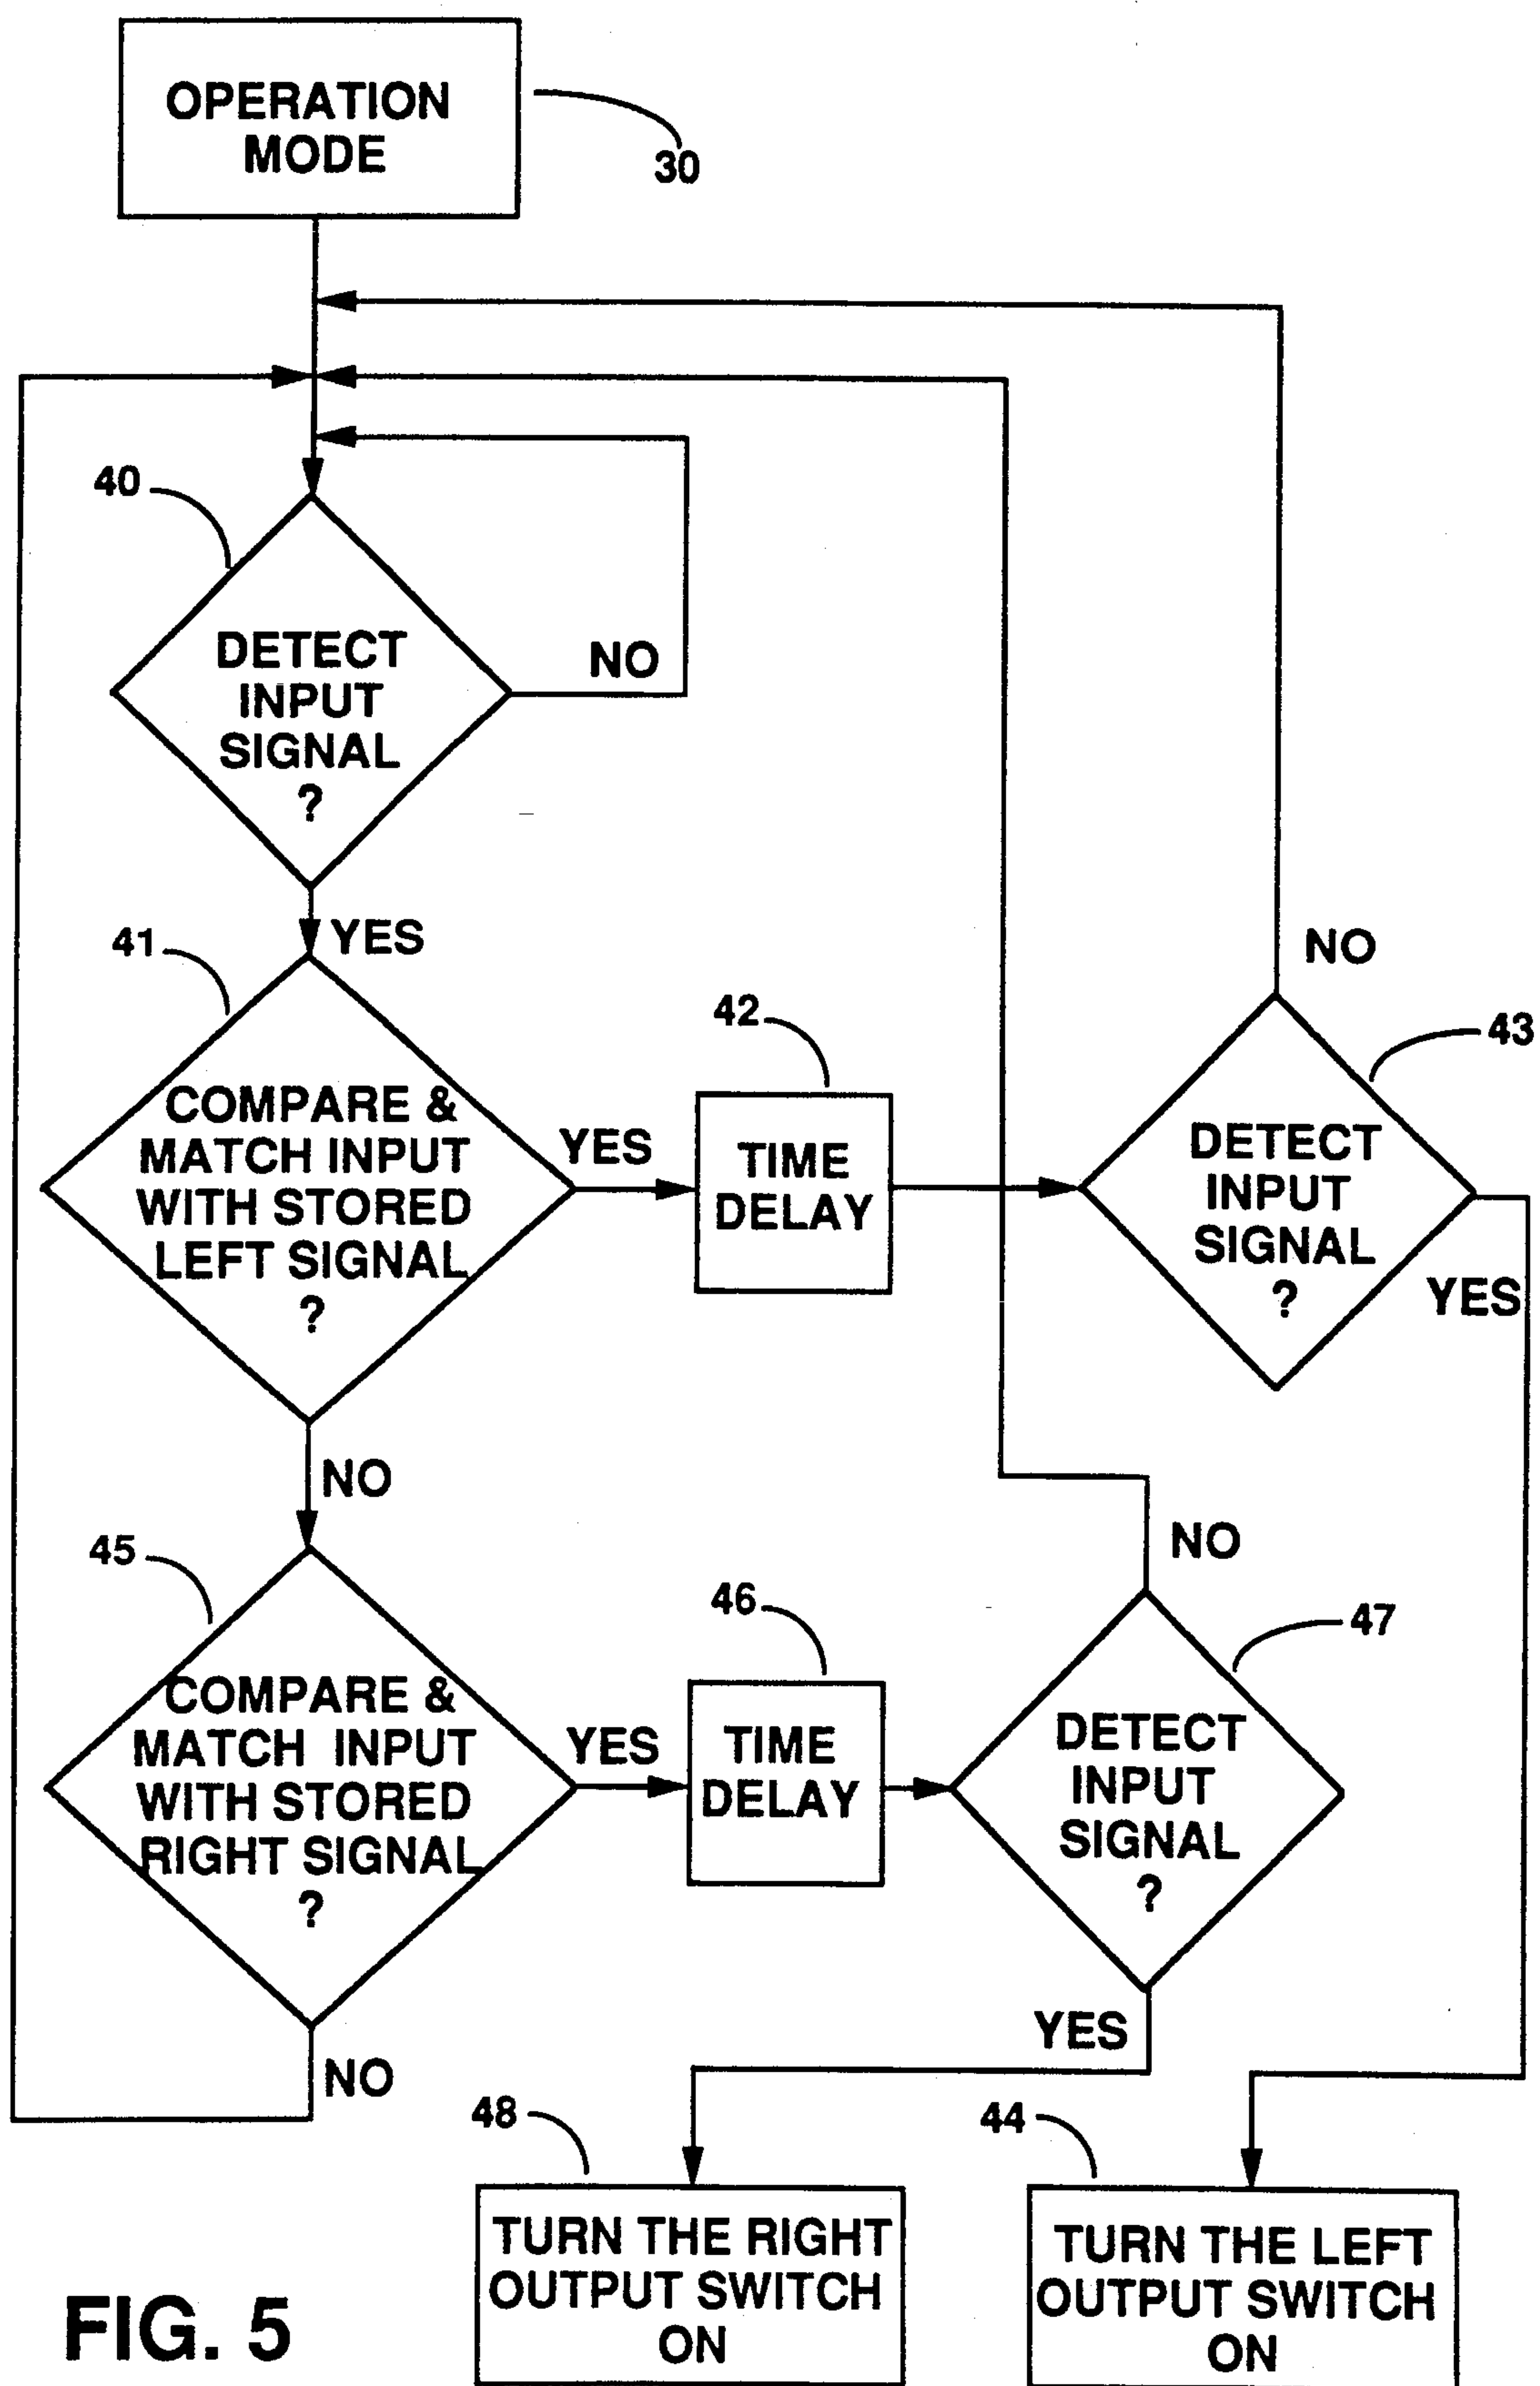 OPERATION
MODE
30
40
DETECT
INPUT
SIGNAL
?
NO
YES
41
COMPARE &
MATCH INPUT
WITH STORED
LEFT SIGNAL
?
YES
42
TIME
DELAY
NO
43
DETECT
INPUT
SIGNAL
?
YES
NO
45
COMPARE &
MATCH INPUT
WITH STORED
RIGHT SIGNAL
?
YES
46
TIME
DELAY
NO
47
DETECT
INPUT
SIGNAL
?
YES
NO
48
TURN THE RIGHT
OUTPUT SWITCH
ON
44
TURN THE LEFT
OUTPUT SWITCH
ON
FIG. 5